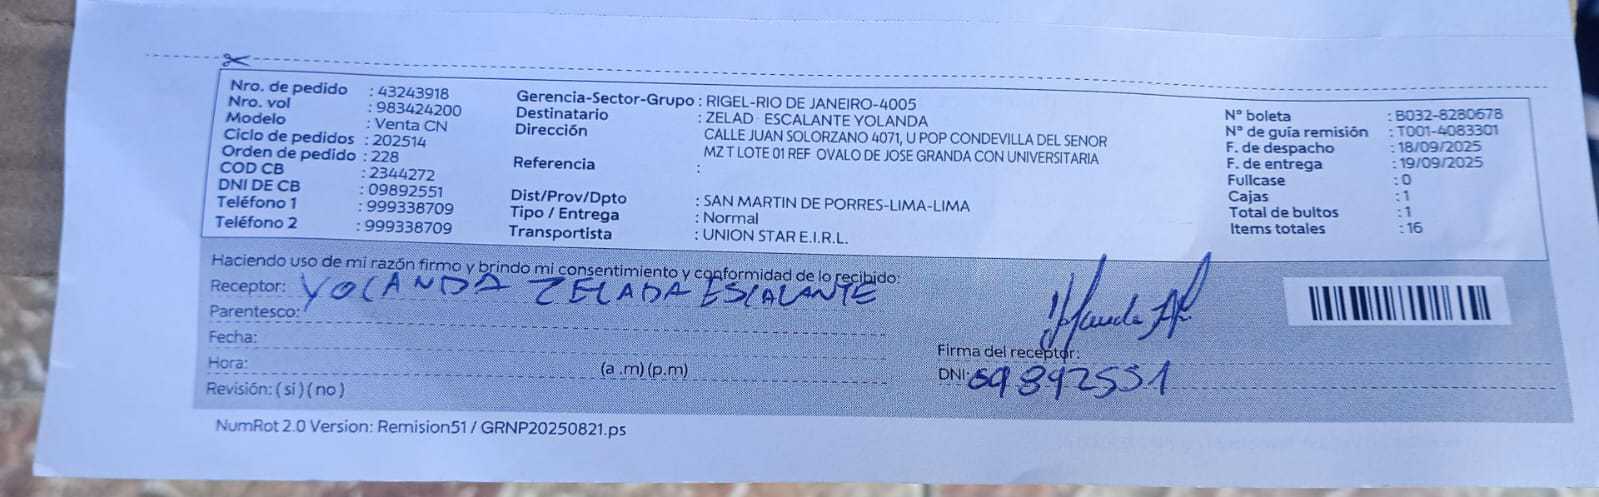 Nro. de pedido : 43243918
Nro. vol : 983424200
Modelo : Venta CN
Ciclo de pedidos : 202514
Orden de pedido : 228
COD CB : 2344272
DNI DE CB : 09892551
Teléfono 1 : 999338709
Teléfono 2 : 999338709
Gerencia-Sector-Grupo : RIGEL-RIO DE JANEIRO-4005
Destinatario : ZELAD ESCALANTE YOLANDA
Dirección CALLE JUAN SOLORZANO 4071, U POP CONDEVILLA DEL SENOR
MZ T LOTE 01 REF OVALO DE JOSE GRANDA CON UNIVERSITARIA
Referencia :
Dist/Prov/Dpto : SAN MARTIN DE PORRES-LIMA-LIMA
Tipo / Entrega : Normal
Transportista : UNION STAR E.I.R.L.
N° boleta : B032-8280678
N° de guía remisión : T001-4083301
F. de despacho : 18/09/2025
F. de entrega : 19/09/2025
Fullcase : 0
Cajas : 1
Total de bultos : 1
Items totales : 16
Haciendo uso de mi razón firmo y brindo mi consentimiento y conformidad de lo recibido:
Receptor: YOLANDA ZELADA ESCALANTE
Parentesco:
Fecha:
Hora: (a .m) (p.m)
Revisión: ( si ) ( no )
Firma del receptor:
DNI: 09892551
NumRot 2.0 Version: Remision51 / GRNP20250821.ps